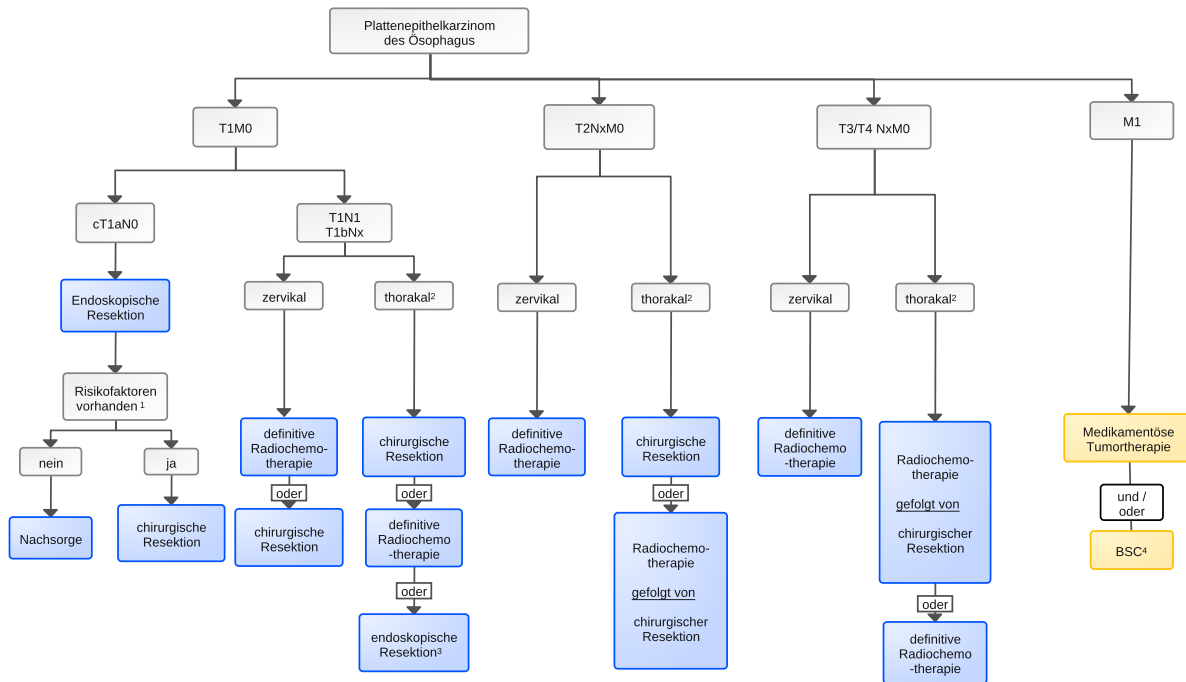 Plattenepithelkarzinom
des Ösophagus
T1M0
T2NxM0
T3/T4 NxM0
M1
cT1aN0
T1N1
T1bNx
Endoskopische
Resektion
zervikal
thorakal²
zervikal
thorakal²
zervikal
thorakal²
Risikofaktoren
vorhanden ¹
nein
ja
Nachsorge
chirurgische
Resektion
definitive
Radiochemo-
therapie
oder
chirurgische
Resektion
chirurgische
Resektion
oder
definitive
Radiochemo
-therapie
oder
endoskopische
Resektion³
definitive
Radiochemo-
therapie
chirurgische
Resektion
oder
Radiochemo-
therapie
gefolgt von
chirurgischer
Resektion
definitive
Radiochemo
-therapie
Radiochemo-
therapie
gefolgt von
chirurgischer
Resektion
oder
definitive
Radiochemo
-therapie
Medikamentöse
Tumortherapie
und /
oder
BSC⁴